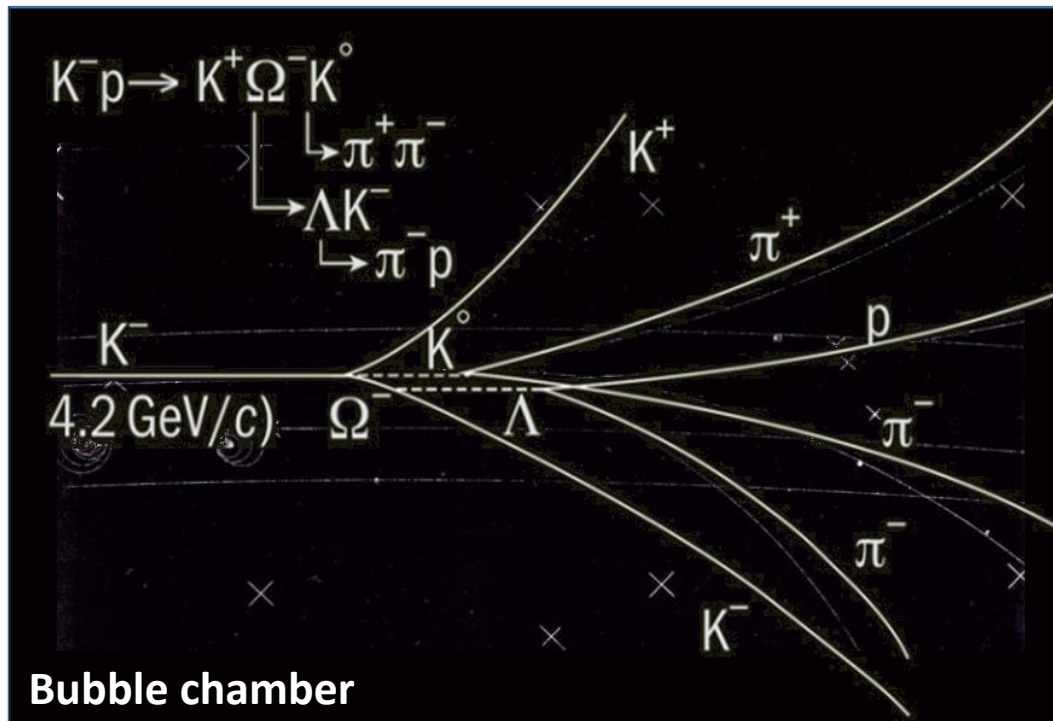 K⁻p→ K⁺Ω⁻K°
π⁺π⁻
ΛK⁻
π⁻p
K⁺
π⁺
p
K⁻
K°
4.2 GeV/c)
Ω⁻
Λ
π⁻
π⁻
K⁻
Bubble chamber